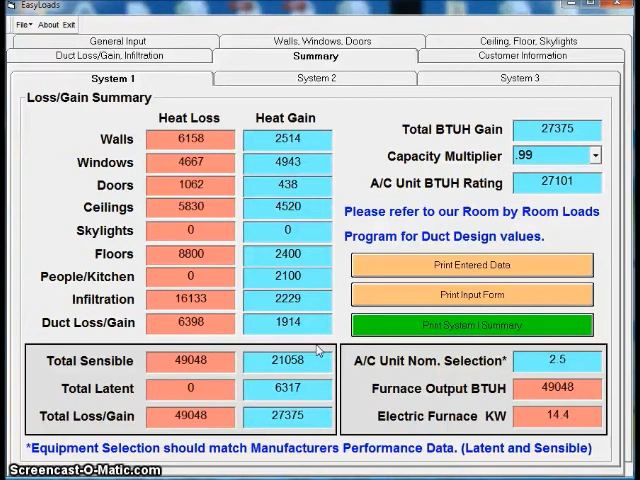 EasyLoads
File About Exit
General Input Walls, Windows, Doors Ceiling, Floor, Skylights
Duct Loss/Gain, Infiltration Summary Customer Information
System 1 System 2 System 3
Loss/Gain Summary
Heat Loss Heat Gain
Walls 6158 2514
Windows 4667 4943
Doors 1062 438
Ceilings 5830 4520
Skylights 0 0
Floors 8800 2400
People/Kitchen 0 2100
Infiltration 16133 2229
Duct Loss/Gain 6398 1914
Total BTUH Gain 27375
Capacity Multiplier .99
A/C Unit BTUH Rating 27101
Please refer to our Room by Room Loads
Program for Duct Design values.
Print Entered Data
Print Input Form
Print System I Summary
Total Sensible 49048 21058
Total Latent 0 6317
Total Loss/Gain 49048 27375
A/C Unit Nom. Selection* 2.5
Furnace Output BTUH 49048
Electric Furnace KW 14.4
*Equipment Selection should match Manufacturers Performance Data. (Latent and Sensible)
Screencast-O-Matic.com